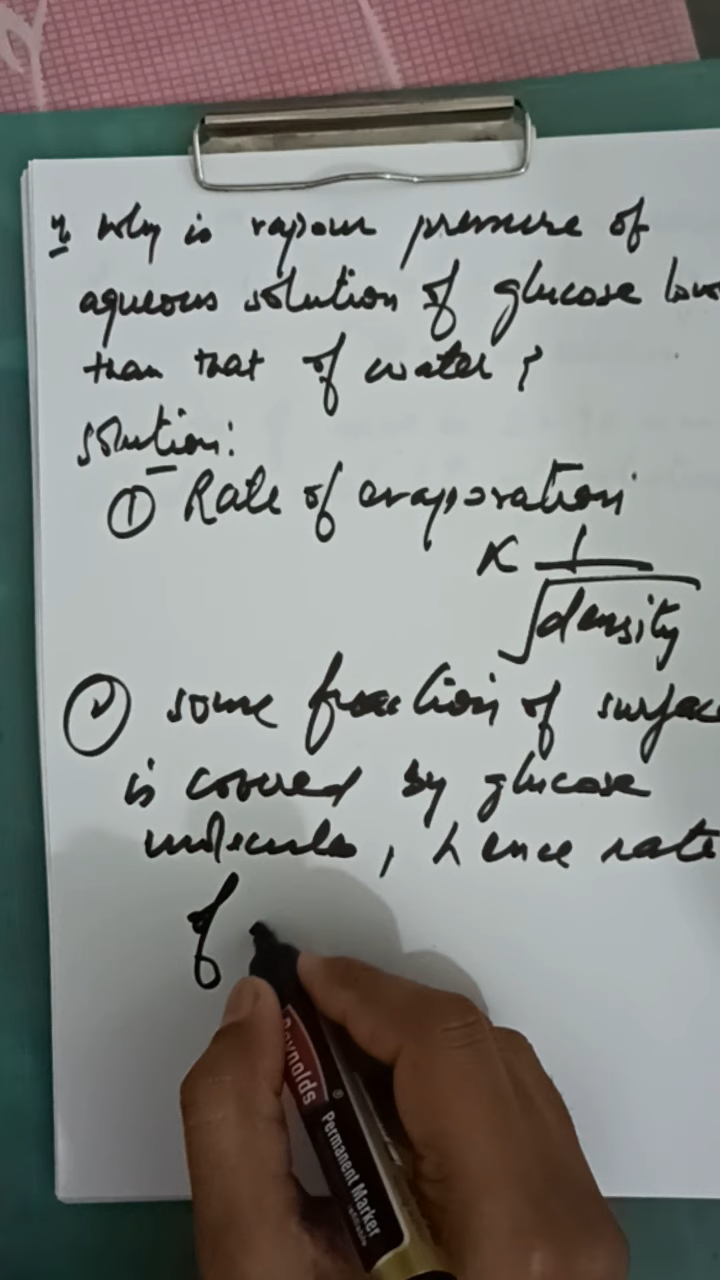 Q. Why is vapour pressure of
aqueous solution of glucose low
than that of water ?
Solution:
① Rate of evaporation
∝ 1/√density
② some fraction of surfac
is covered by glucose
molecules, hence rate
of
Reynolds®
Permanent Marker